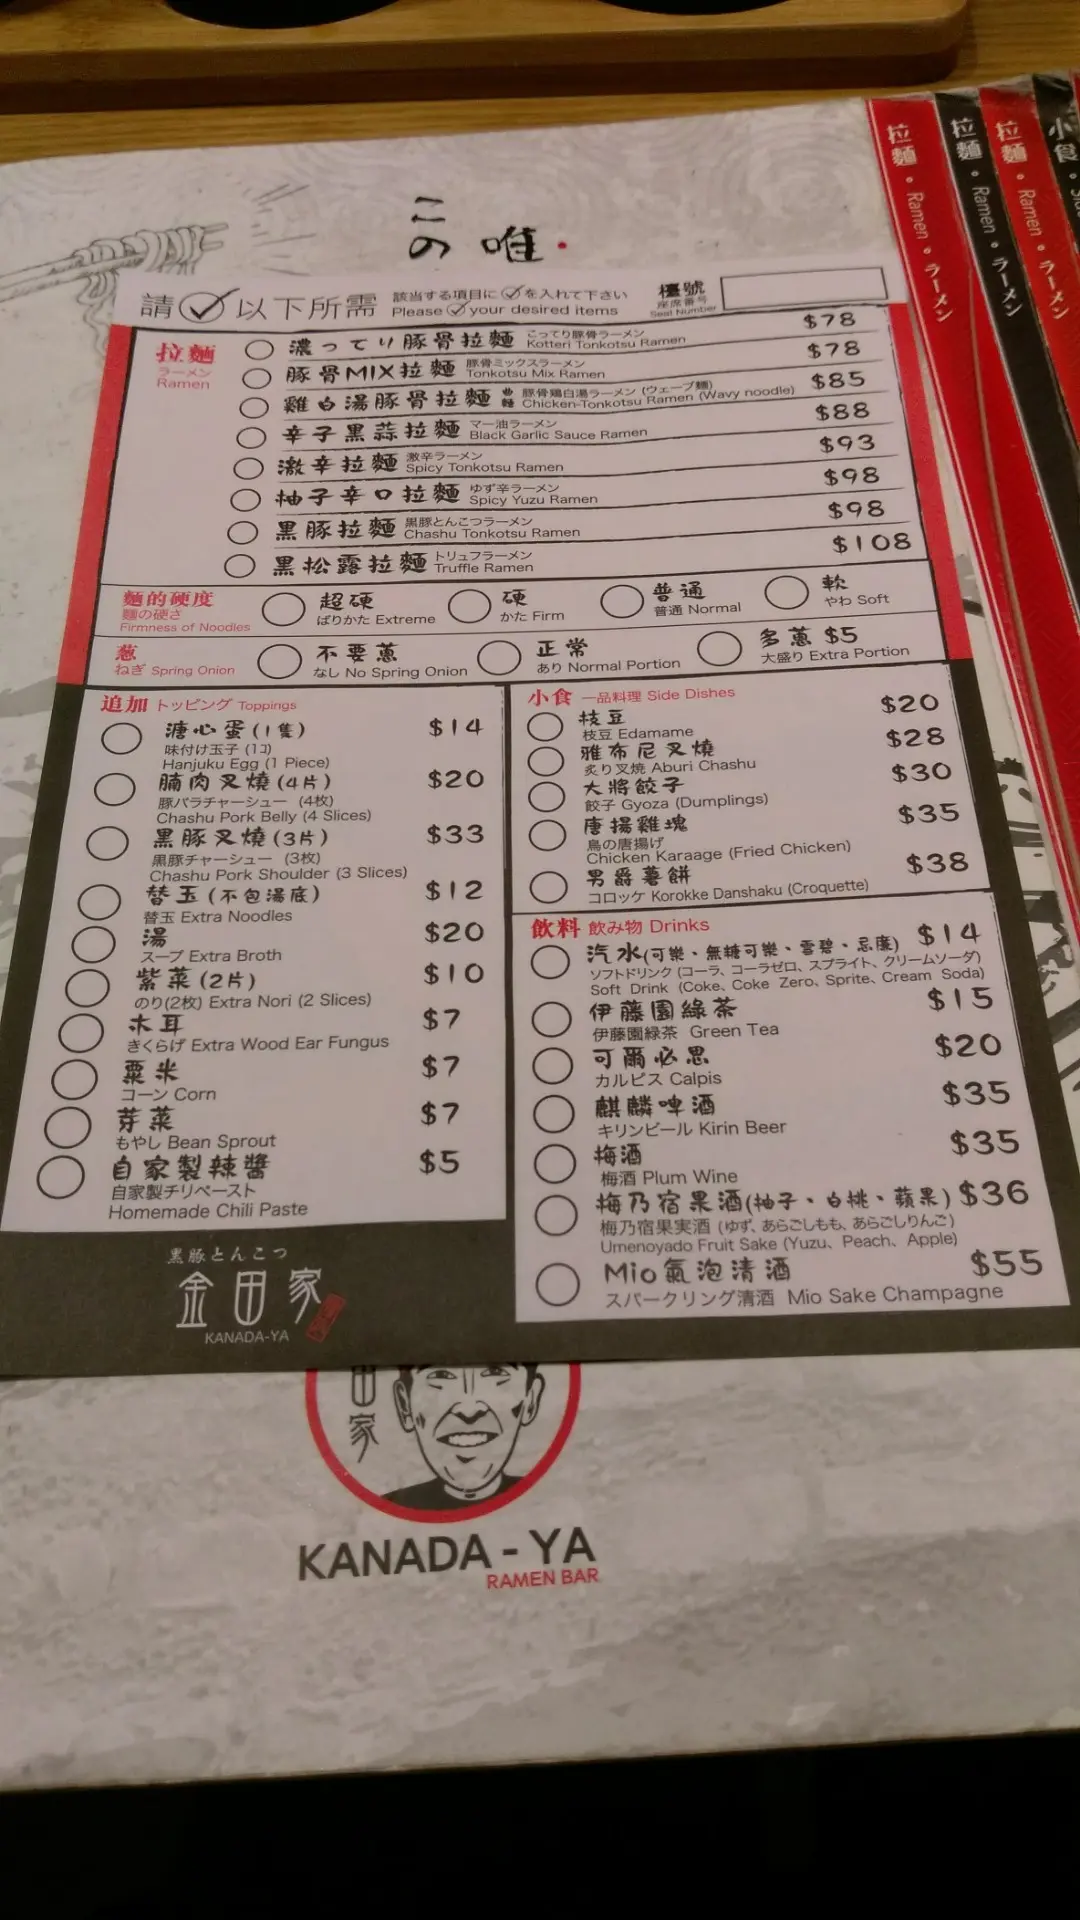 この 唯
請 以下所需
該当する項目に を入れて下さい
Please your desired items
檯號
座席番号
Seat Number
拉麵
ラーメン
Ramen
濃ってり豚骨拉麵 こってり豚骨ラーメン $78
Kotteri Tonkotsu Ramen
豚骨MIX拉麵 豚骨ミックスラーメン $78
Tonkotsu Mix Ramen
雞白湯豚骨拉麵 豚骨鶏白湯ラーメン (ウェーブ麵) $85
Chicken-Tonkotsu Ramen (Wavy noodle)
辛子黑蒜拉麵 マー油ラーメン $88
Black Garlic Sauce Ramen
激辛拉麵 激辛ラーメン $93
Spicy Tonkotsu Ramen
柚子辛口拉麵 ゆず辛ラーメン $98
Spicy Yuzu Ramen
黑豚拉麵 黒豚とんこつラーメン $98
Chashu Tonkotsu Ramen
黑松露拉麵 トリュフラーメン $108
Truffle Ramen
麵的硬度
麵の硬さ
Firmness of Noodles
超硬
ばりかた Extreme
硬
かた Firm
普通
普通 Normal
軟
やわ Soft
葱
ねぎ Spring Onion
不要蔥
なし No Spring Onion
正常
あり Normal Portion
多蔥 $5
大盛り Extra Portion
追加 トッピング Toppings
溏心蛋(1隻) $14
味付け玉子 (1コ)
Hanjuku Egg (1 Piece)
腩肉叉燒(4片) $20
豚バラチャーシュー (4枚)
Chashu Pork Belly (4 Slices)
黑豚叉燒(3片) $33
黒豚チャーシュー (3枚)
Chashu Pork Shoulder (3 Slices)
替玉(不包湯底) $12
替玉 Extra Noodles
湯 $20
スープ Extra Broth
紫菜(2片) $10
のり(2枚) Extra Nori (2 Slices)
木耳 $7
きくらげ Extra Wood Ear Fungus
粟米 $7
コーン Corn
芽菜 $7
もやし Bean Sprout
自家製辣醬 $5
自家製チリペースト
Homemade Chili Paste
小食 一品料理 Side Dishes
枝豆 $20
枝豆 Edamame
雅布尼叉燒 $28
炙り叉焼 Aburi Chashu
大將餃子 $30
餃子 Gyoza (Dumplings)
唐揚雞塊 $35
鳥の唐揚げ
Chicken Karaage (Fried Chicken)
男爵薯餅 $38
コロッケ Korokke Danshaku (Croquette)
飲料 飲み物 Drinks
汽水(可樂、無糖可樂、雪碧、忌廉) $14
ソフトドリンク (コーラ、コーラゼロ、スプライト、クリームソーダ)
Soft Drink (Coke, Coke Zero, Sprite, Cream Soda)
伊藤園綠茶 $15
伊藤園緑茶 Green Tea
可爾必思 $20
カルピス Calpis
麒麟啤酒 $35
キリンビール Kirin Beer
梅酒 $35
梅酒 Plum Wine
梅乃宿果酒(柚子、白桃、蘋果) $36
梅乃宿果実酒 (ゆず、あらごしもも、あらごしりんご)
Umenoyado Fruit Sake (Yuzu、Peach、Apple)
Mio氣泡清酒 $55
スパークリング清酒 Mio Sake Champagne
黒豚とんこつ
金田家
KANADA-YA
田家
KANADA - YA
RAMEN BAR
拉麵。Ramen。ラーメン
拉麵。Ramen。ラーメン
拉麵。Ramen。ラーメン
小食。